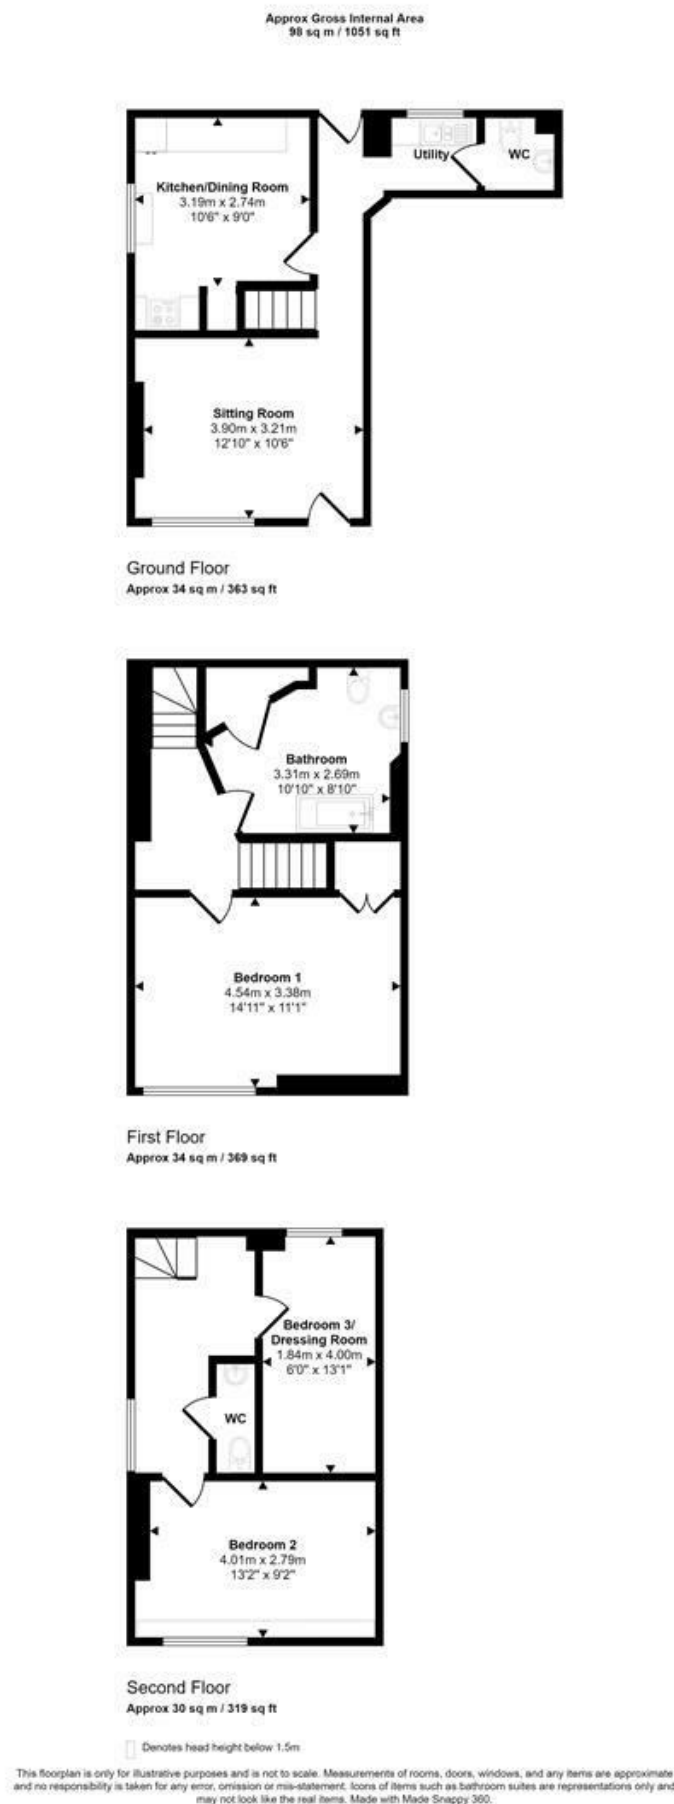 Approx Gross Internal Area
98 sq m / 1051 sq ft
Kitchen/Dining Room
3.19m x 2.74m
10'6" x 9'0"
Utility
WC
Sitting Room
3.90m x 3.21m
12'10" x 10'6"
Ground Floor
Approx 34 sq m / 363 sq ft
Bathroom
3.31m x 2.69m
10'10" x 8'10"
Bedroom 1
4.54m x 3.38m
14'11" x 11'1"
First Floor
Approx 34 sq m / 369 sq ft
Bedroom 3/
Dressing Room
1.84m x 4.00m
6'0" x 13'1"
WC
Bedroom 2
4.01m x 2.79m
13'2" x 9'2"
Second Floor
Approx 30 sq m / 319 sq ft
Denotes head height below 1.5m
This floorplan is only for illustrative purposes and is not to scale. Measurements of rooms, doors, windows, and any items are approximate
and no responsibility is taken for any error, omission or mis-statement. Icons of items such as bathroom suites are representations only and
may not look like the real items. Made with Made Snappy 360.